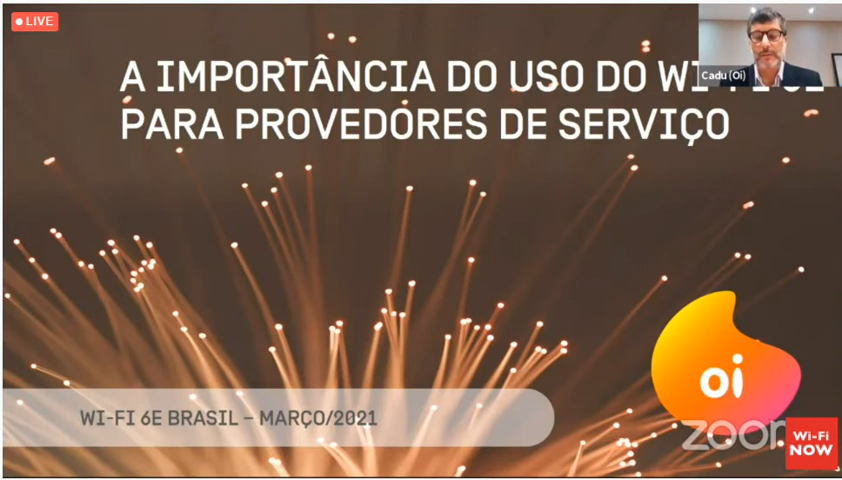 LIVE
Cadu (Oi)
A IMPORTÂNCIA DO USO DO
PARA PROVEDORES DE SERVIÇO
oi
WI-FI 6E BRASIL – MARÇO/2021
zoom
Wi-Fi
NOW